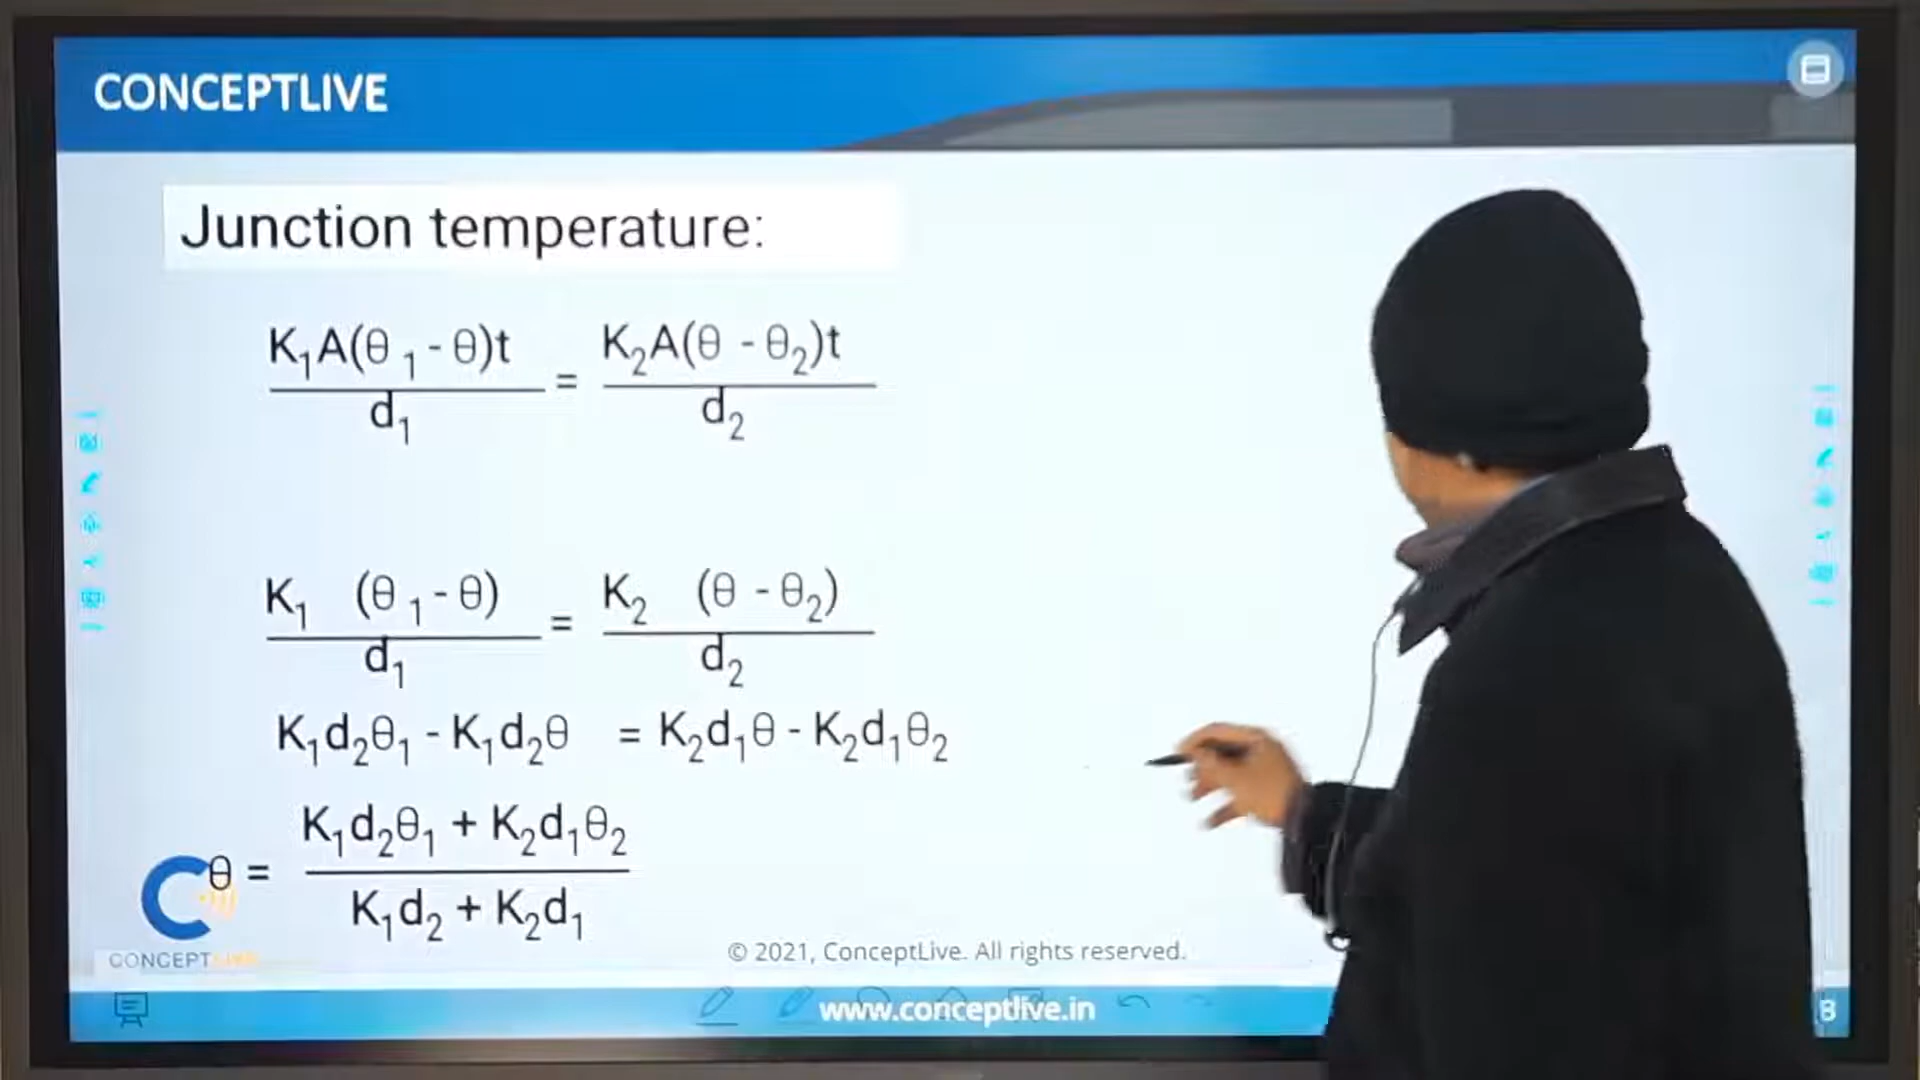 CONCEPTLIVE
Junction temperature:
K₁A(θ₁ - θ)t / d₁ = K₂A(θ - θ₂)t / d₂
K₁ (θ₁ - θ) / d₁ = K₂ (θ - θ₂) / d₂
K₁d₂θ₁ - K₁d₂θ = K₂d₁θ - K₂d₁θ₂
θ = K₁d₂θ₁ + K₂d₁θ₂ / K₁d₂ + K₂d₁
CONCEPTLIVE
© 2021, ConceptLive. All rights reserved.
www.conceptlive.in